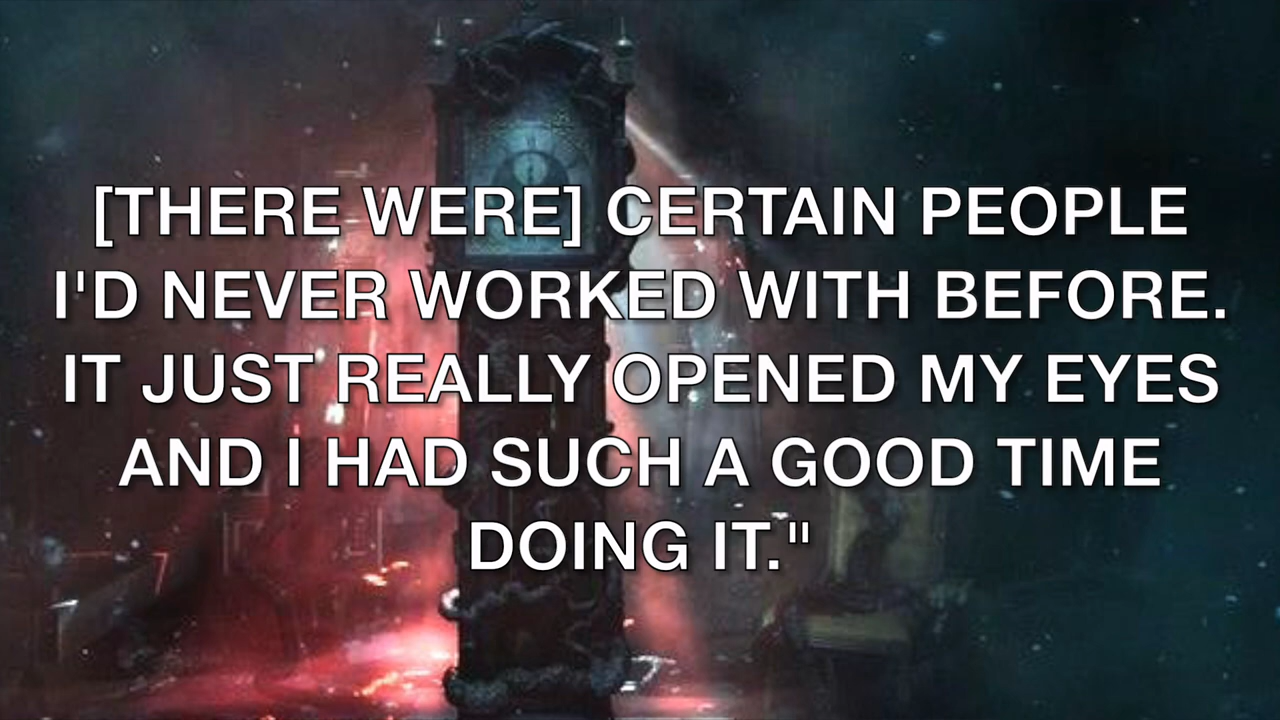 [THERE WERE] CERTAIN PEOPLE
I'D NEVER WORKED WITH BEFORE.
IT JUST REALLY OPENED MY EYES
AND I HAD SUCH A GOOD TIME
DOING IT."